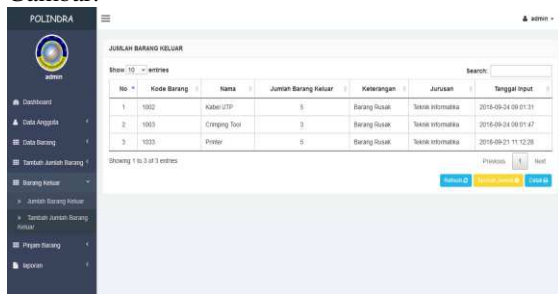 Gambar.
POLINDRA
admin
admin
Dashboard
Data Anggota
Data Barang
Tambah Jumlah Barang
Barang Keluar
Jumlah Barang Keluar
Tambah Jumlah Barang Keluar
Pinjam Barang
laporan
JUMLAH BARANG KELUAR
Show 10 entries Search:
No Kode Barang Nama Jumlah Barang Keluar Keterangan Jurusan Tanggal Input
1 1002 Kabel UTP 5 Barang Rusak Teknik Informatika 2018-09-24 09:01:31
2 1003 Crimping Tool 3 Barang Rusak Teknik Informatika 2018-09-24 09:01:47
3 1033 Printer 5 Barang Rusak Teknik Informatika 2018-09-21 11:12:28
Showing 1 to 3 of 3 entries Previous 1 Next
Refresh Cetak